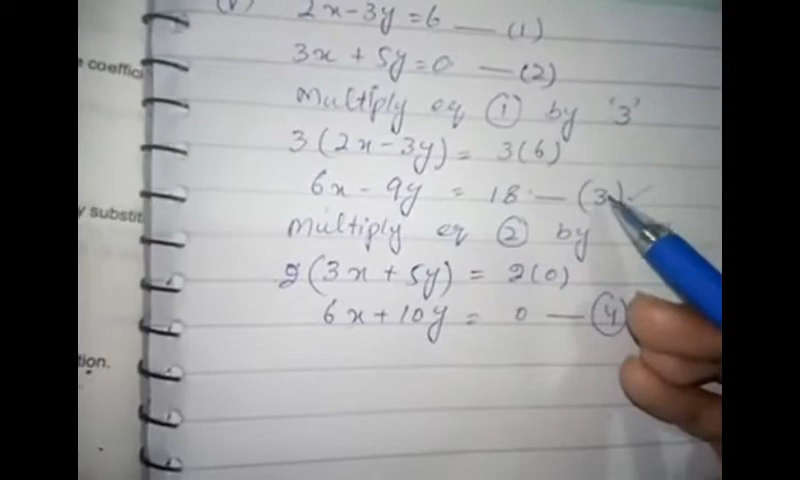 (v) 2x-3y=6 — (1)
3x + 5y=0 — (2)
Multiply eq ① by '3'
3(2x-3y) = 3(6)
6x - 9y = 18 — (3)
Multiply eq ② by
2(3x + 5y) = 2(0)
6x+10y = 0 — ④
e coeffici
y substit
tion.